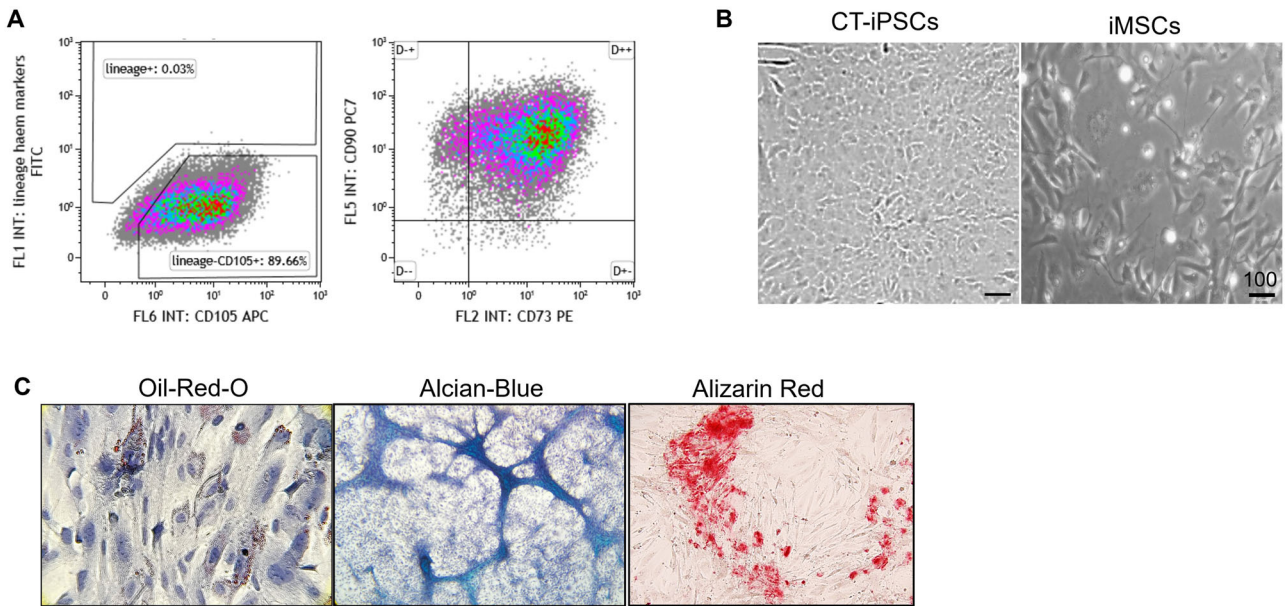 A
FL1 INT: lineage haem markers
FITC
10³
10²
10¹
10⁰
0
lineage+: 0.03%
lineage-CD105+: 89.66%
0
10⁰
10¹
10²
10³
FL6 INT: CD105 APC
FL5 INT: CD90 PC7
10³
10²
10¹
10⁰
0
D-+
D++
D--
D+-
0
10⁰
10¹
10²
10³
FL2 INT: CD73 PE
B
CT-iPSCs
iMSCs
100
C
Oil-Red-O
Alcian-Blue
Alizarin Red